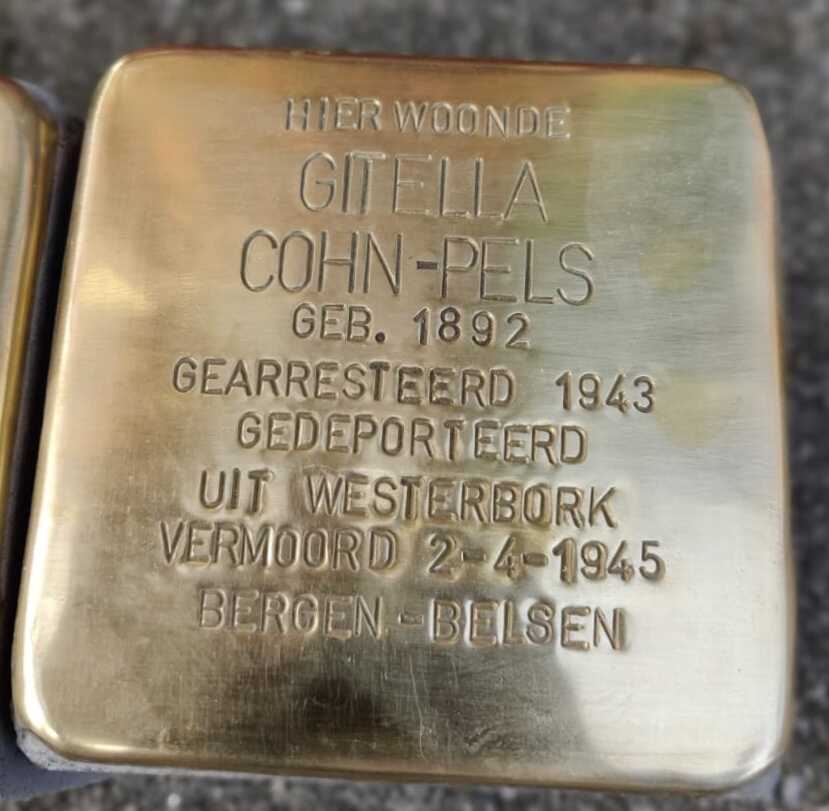 HIER WOONDE
GITELLA
COHN-PELS
GEB. 1892
GEARRESTEERD 1943
GEDEPORTEERD
UIT WESTERBORK
VERMOORD 2-4-1945
BERGEN-BELSEN